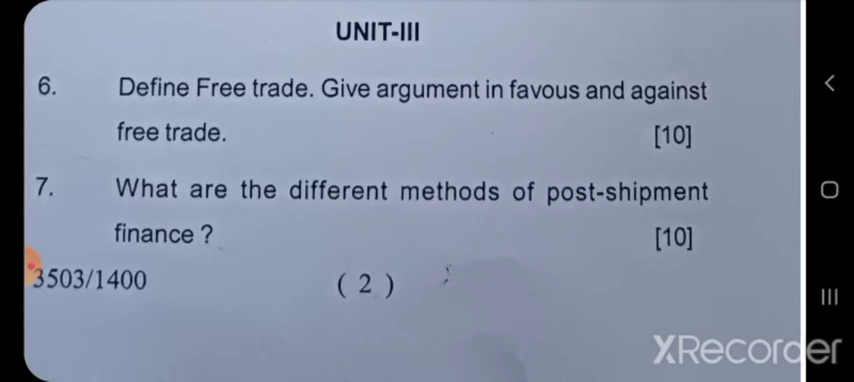 UNIT-III
6. Define Free trade. Give argument in favous and against
free trade. [10]
7. What are the different methods of post-shipment
finance ? [10]
3503/1400 ( 2 )
XRecorder